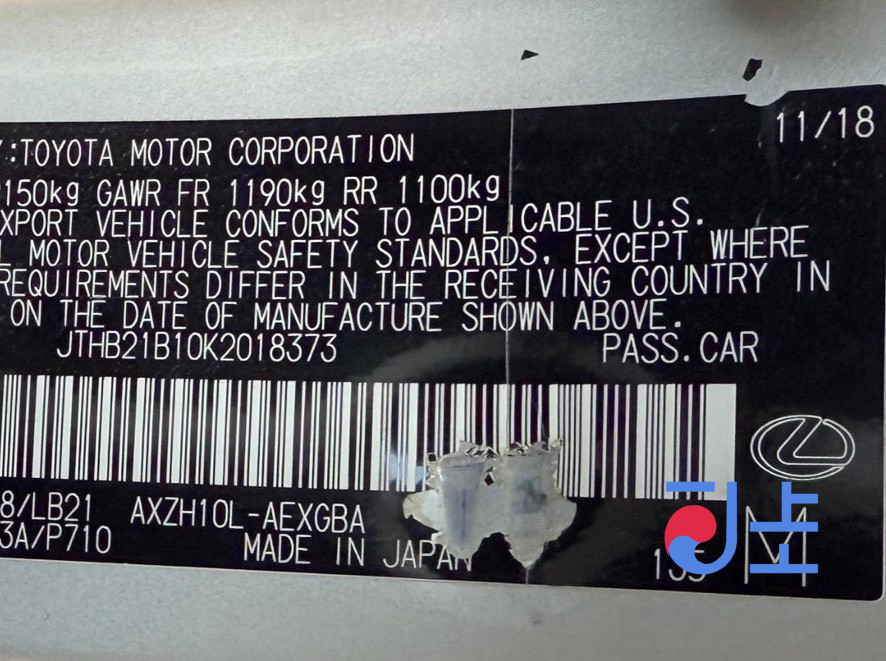 11/18
Y:TOYOTA MOTOR CORPORATION
150kg GAWR FR 1190kg RR 1100kg
XPORT VEHICLE CONFORMS TO APPLICABLE U.S.
L MOTOR VEHICLE SAFETY STANDARDS, EXCEPT WHERE
REQUIREMENTS DIFFER IN THE RECEIVING COUNTRY IN
ON THE DATE OF MANUFACTURE SHOWN ABOVE.
JTHB21B10K2018373 PASS.CAR
8/LB21 AXZH10L-AEXGBA
3A/P710 MADE IN JAPAN